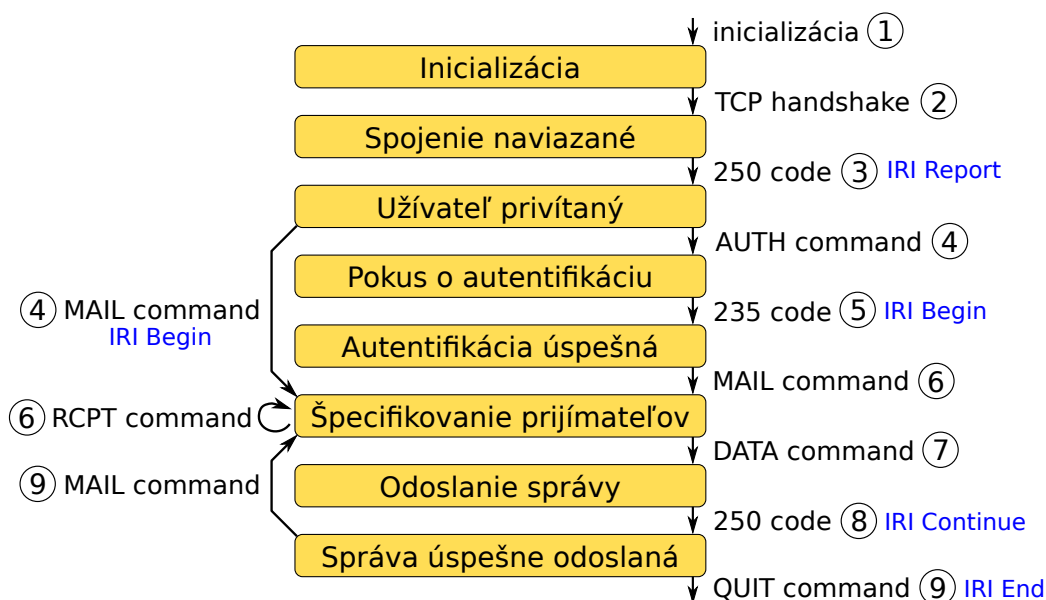 inicializácia 1
Inicializácia
TCP handshake 2
Spojenie naviazané
250 code 3 IRI Report
Užívateľ privítaný
AUTH command 4
Pokus o autentifikáciu
4 MAIL command
IRI Begin
235 code 5 IRI Begin
Autentifikácia úspešná
MAIL command 6
6 RCPT command
Špecifikovanie prijímateľov
DATA command 7
9 MAIL command
Odoslanie správy
250 code 8 IRI Continue
Správa úspešne odoslaná
QUIT command 9 IRI End